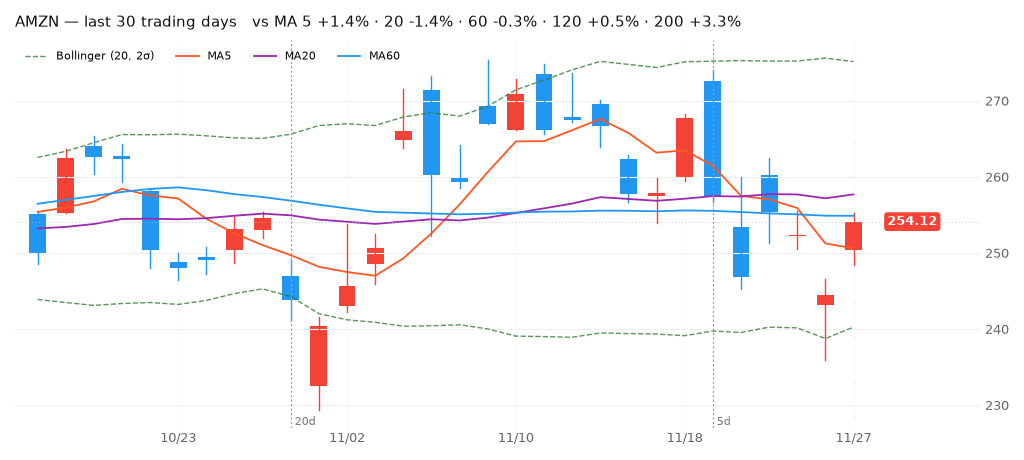 AMZN — last 30 trading days   vs MA 5 +1.4% · 20 -1.4% · 60 -0.3% · 120 +0.5% · 200 +3.3%
Bollinger (20, 2σ)   MA5   MA20   MA60
270
260
254.12
250
240
230
20d   5d
10/23   11/02   11/10   11/18   11/27